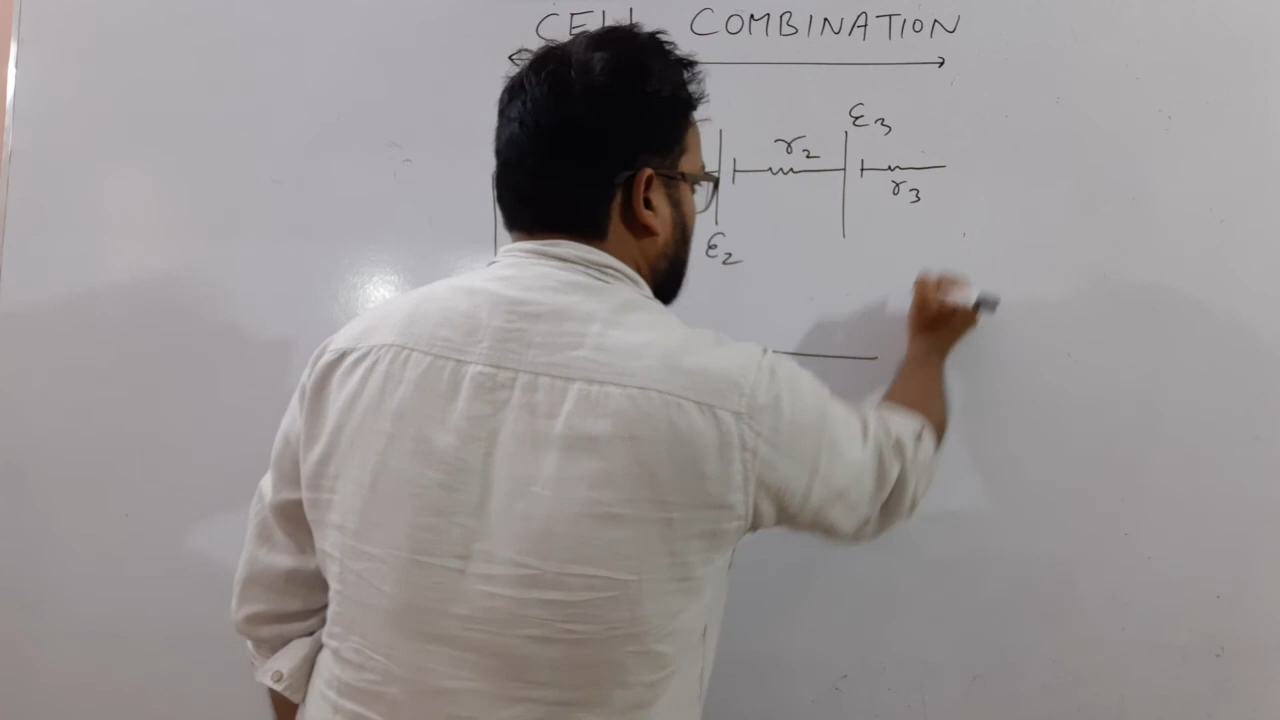 CELL COMBINATION
ε3
r2
r3
ε2